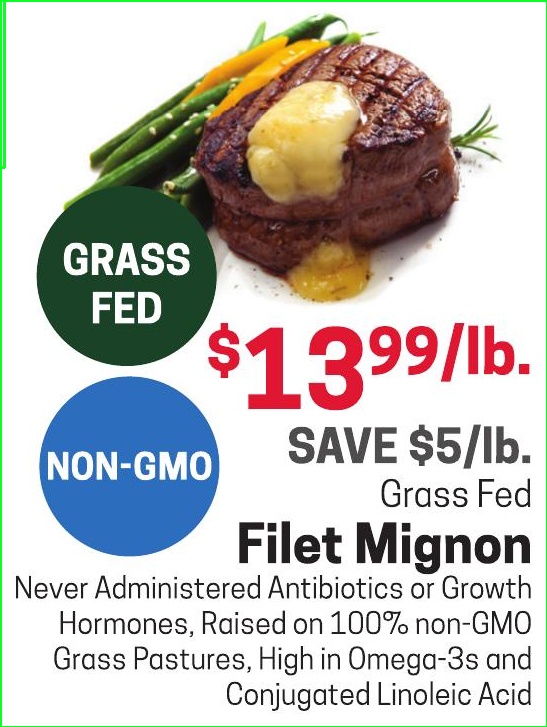 GRASS
FED
$13.99/lb.
NON-GMO
SAVE $5/lb.
Grass Fed
Filet Mignon
Never Administered Antibiotics or Growth
Hormones, Raised on 100% non-GMO
Grass Pastures, High in Omega-3s and
Conjugated Linoleic Acid